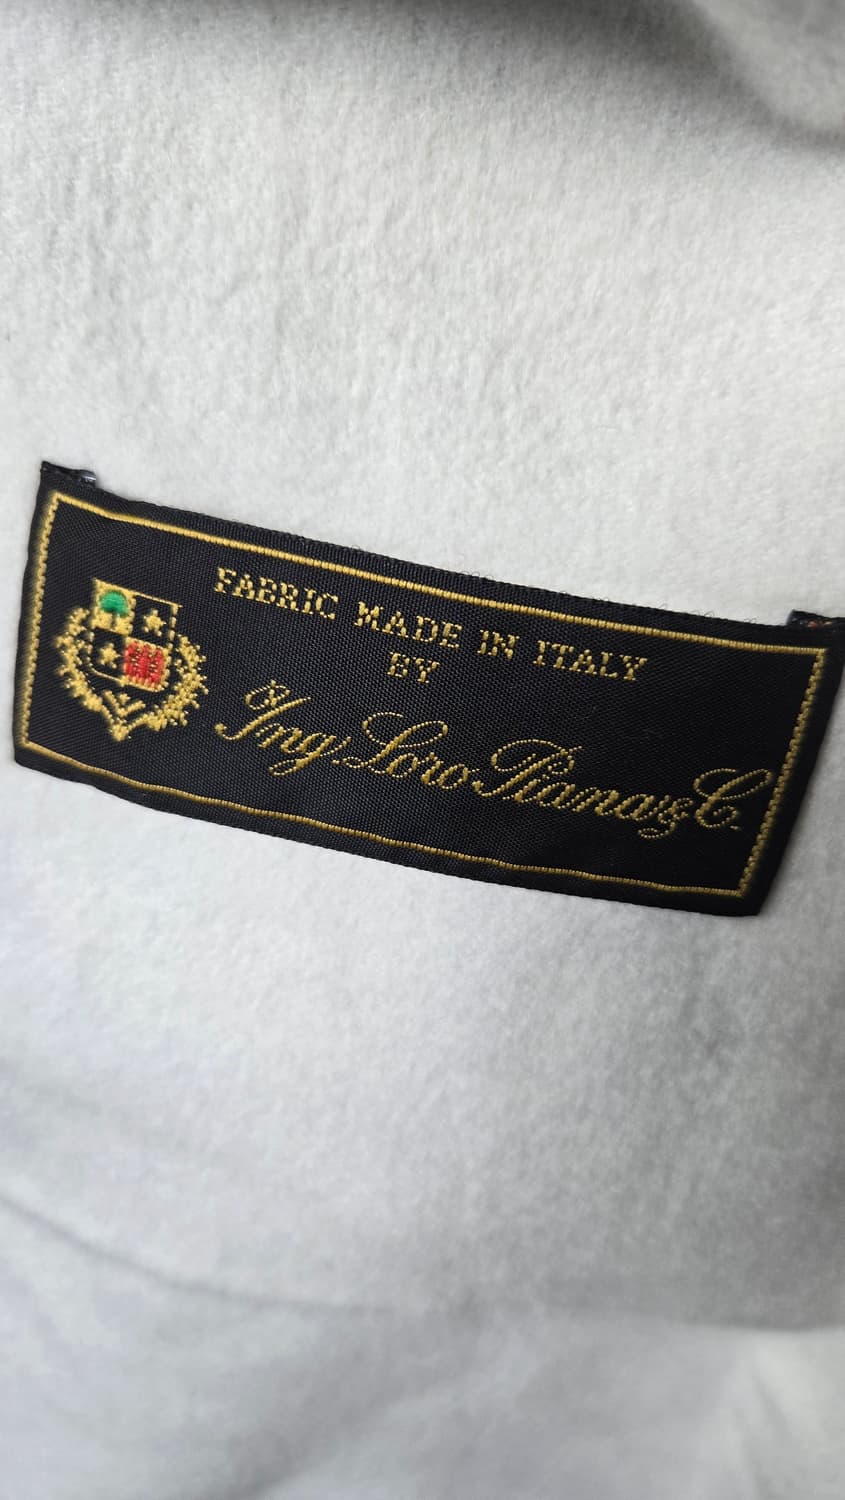 FABRIC MADE IN ITALY
BY
Ing. Loro Piana & C.